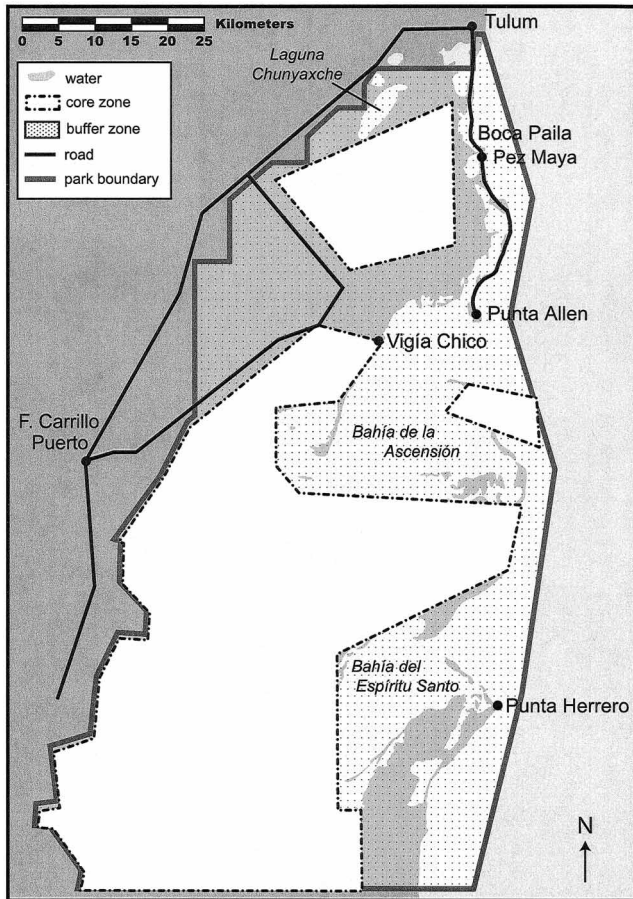 Kilometers
0 5 10 15 20 25
water
core zone
buffer zone
road
park boundary
Tulum
Laguna
Chunyaxche
Boca Paila
Pez Maya
Punta Allen
Vigía Chico
F. Carrillo
Puerto
Bahía de la
Ascensión
Bahía del
Espíritu Santo
Punta Herrero
N